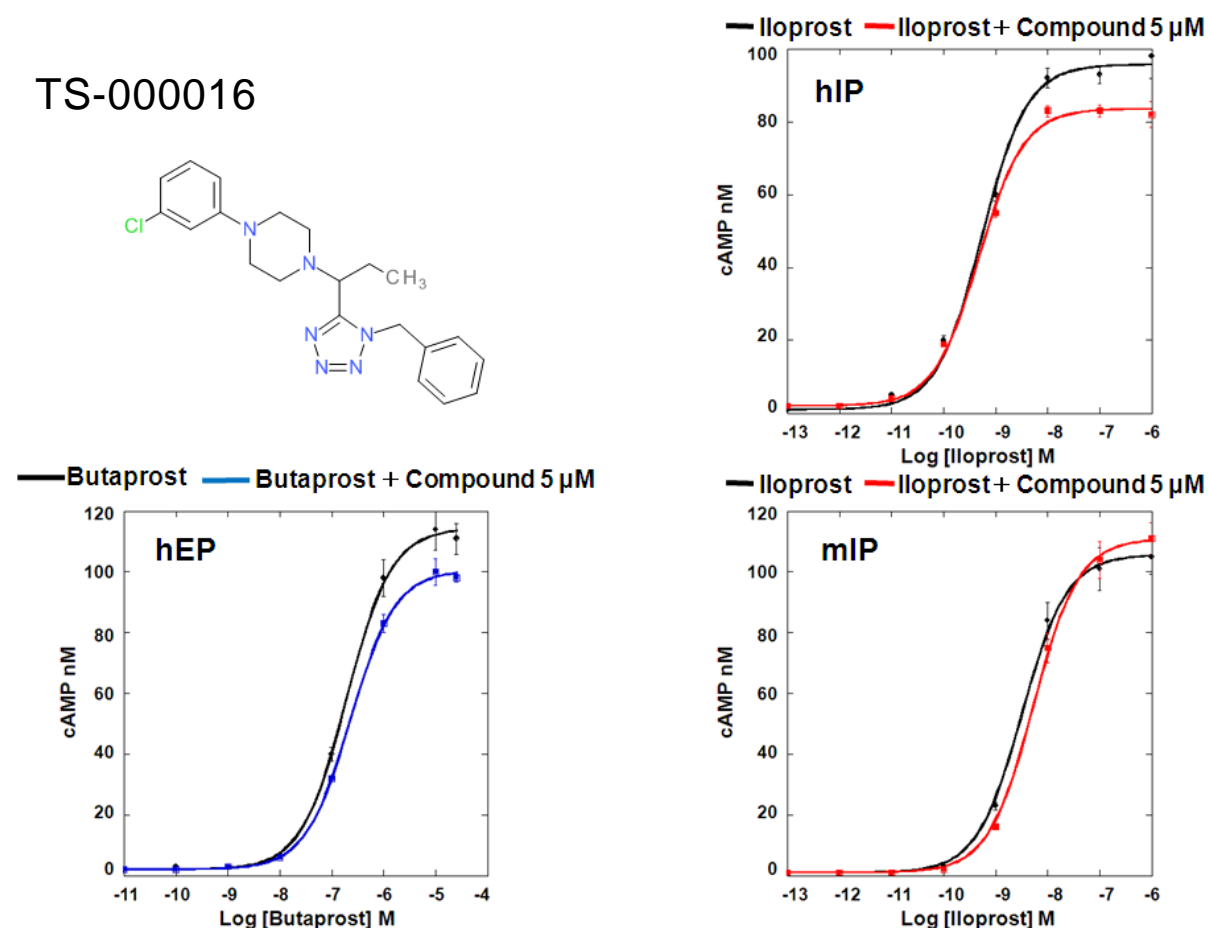 TS-000016
Cl
N
N
CH3
N
N
N
N
Iloprost Iloprost + Compound 5 µM
hIP
cAMP nM
100
80
60
40
20
0
-13 -12 -11 -10 -9 -8 -7 -6
Log [Iloprost] M
Butaprost Butaprost + Compound 5 µM
hEP
cAMP nM
120
100
80
60
40
20
0
-11 -10 -9 -8 -7 -6 -5 -4
Log [Butaprost] M
Iloprost Iloprost + Compound 5 µM
mIP
cAMP nM
120
100
80
60
40
20
0
-13 -12 -11 -10 -9 -8 -7 -6
Log [Iloprost] M